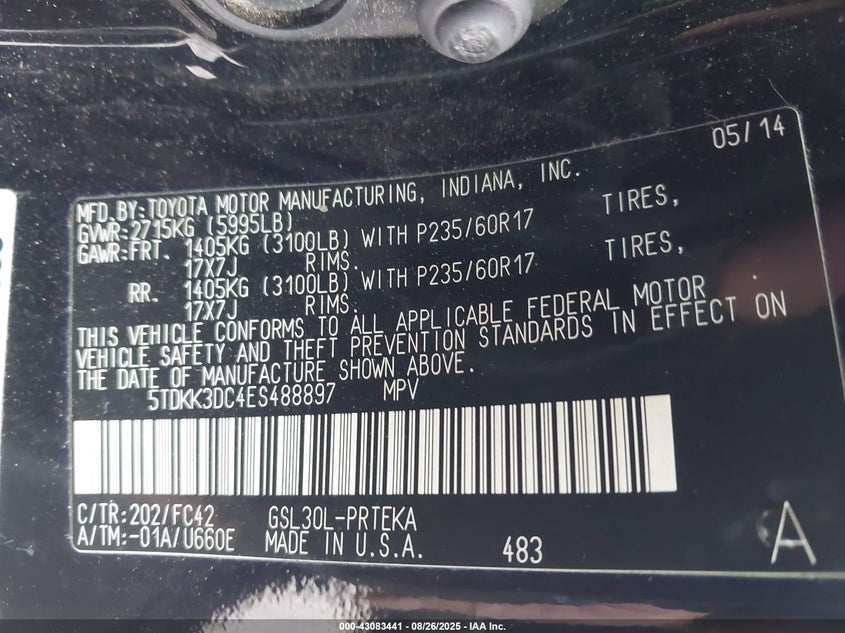 05/14
MFD.BY:TOYOTA MOTOR MANUFACTURING, INDIANA, INC.
GVWR:2715KG (5995LB)
GAWR:FRT. 1405KG (3100LB) WITH P235/60R17 TIRES,
17X7J RIMS.
RR. 1405KG (3100LB) WITH P235/60R17 TIRES,
17X7J RIMS.
THIS VEHICLE CONFORMS TO ALL APPLICABLE FEDERAL MOTOR
VEHICLE SAFETY AND THEFT PREVENTION STANDARDS IN EFFECT ON
THE DATE OF MANUFACTURE SHOWN ABOVE.
5TDKK3DC4ES488897 MPV
C/TR:202/FC42 GSL30L-PRTEKA
A/TM:-01A/U660E MADE IN U.S.A. 483
A
000-43083441 - 08/26/2025 - IAA Inc.